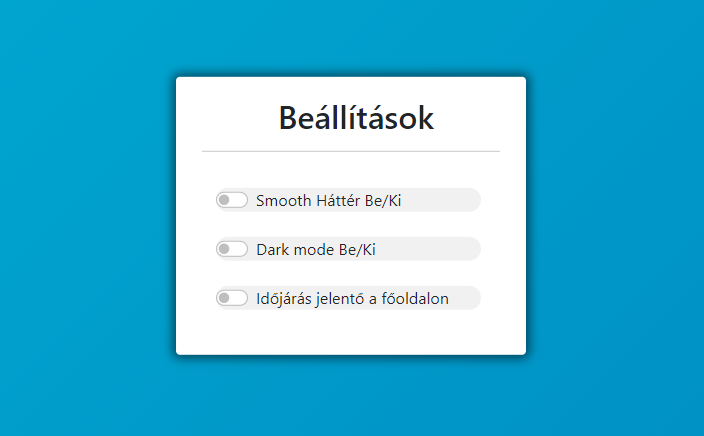 Beállítások
Smooth Háttér Be/Ki
Dark mode Be/Ki
Időjárás jelentő a főoldalon